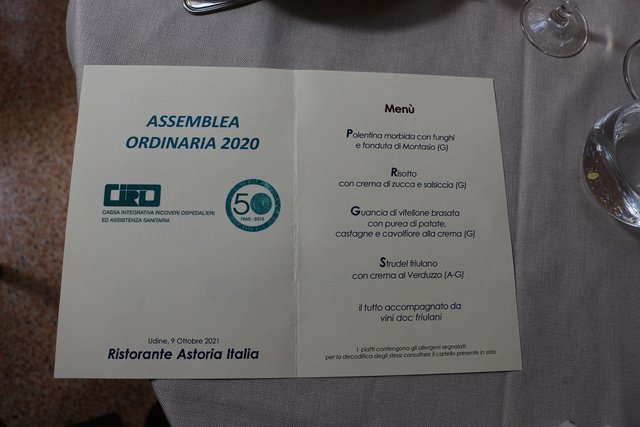 ASSEMBLEA
ORDINARIA 2020
CIRO
CASSA INTEGRATIVA RICOVERI OSPEDALIERI
ED ASSISTENZA SANITARIA
50
1965 - 2015
Udine, 9 Ottobre 2021
Ristorante Astoria Italia
Menù
Polentina morbida con funghi
e fonduta di Montasio (G)
Risotto
con crema di zucca e salsiccia (G)
Guancia di vitellone brasata
con purea di patate,
castagne e cavolfiore alla crema (G)
Strudel friulano
con crema al Verduzzo (A-G)
il tutto accompagnato da
vini doc friulani
I piatti contengono gli allergeni segnalati
per la decodifica degli stessi consultare il cartello presente in sala